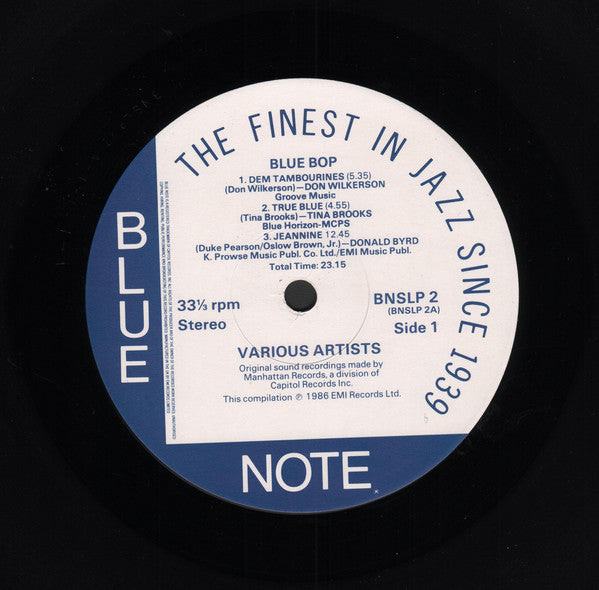 THE FINEST IN JAZZ SINCE 1939
BLUE BOP
1. DEM TAMBOURINES (5.35)
(Don Wilkerson)—DON WILKERSON
Groove Music
2. TRUE BLUE (4.55)
(Tina Brooks)—TINA BROOKS
Blue Horizon-MCPS
3. JEANNINE 12.45
(Duke Pearson/Oslow Brown, Jr.)—DONALD BYRD
K. Prowse Music Publ. Co. Ltd./EMI Music Publ.
Total Time: 23.15
33⅓ rpm
Stereo
BNSLP 2
(BNSLP 2A)
Side 1
VARIOUS ARTISTS
Original sound recordings made by
Manhattan Records, a division of
Capitol Records Inc.
This compilation ℗ 1986 EMI Records Ltd.
BLUE
NOTE